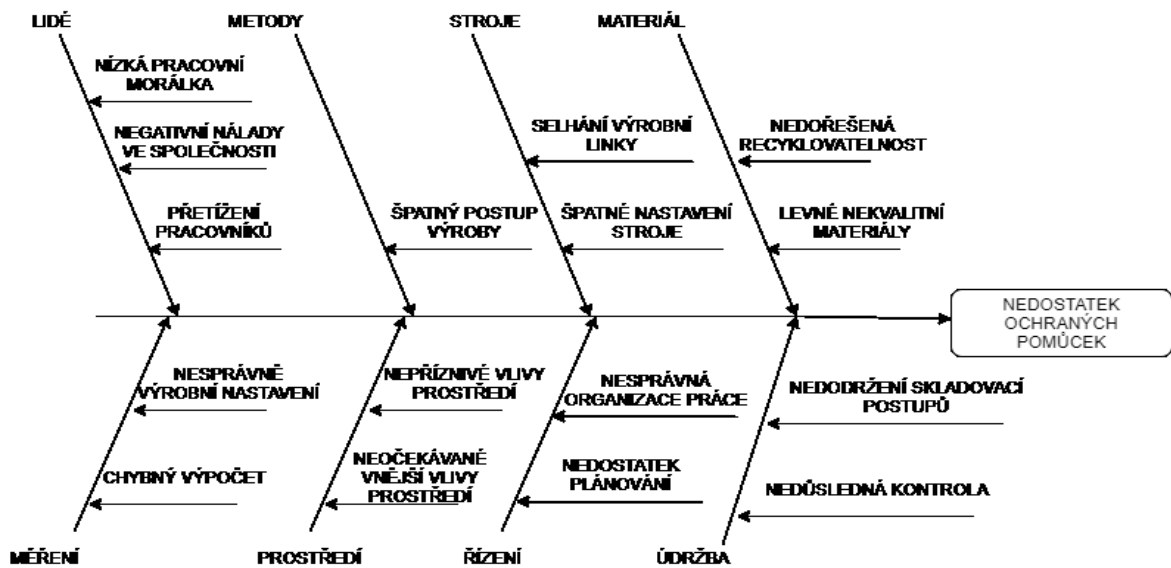 LIDÉ
METODY
STROJE
MATERIÁL
NÍZKÁ PRACOVNÍ
MORÁLKA
NEGATIVNÍ NÁLADY
VE SPOLEČNOSTI
PŘETÍŽENÍ
PRACOVNÍKŮ
ŠPATNÝ POSTUP
VÝROBY
SELHÁNÍ VÝROBNÍ
LINKY
ŠPATNÉ NASTAVENÍ
STROJE
NEDOŘEŠENÁ
RECYKLOVATELNOST
LEVNÉ NEKVALITNÍ
MATERIÁLY
NEDOSTATEK
OCHRANÝCH
POMŮCEK
NESPRÁVNĚ
VÝROBNÍ NASTAVENÍ
CHYBNÝ VÝPOČET
NEPŘÍZNIVÉ VLIVY
PROSTŘEDÍ
NEOČEKÁVANÉ
VNĚJŠÍ VLIVY
PROSTŘEDÍ
NESPRÁVNÁ
ORGANIZACE PRÁCE
NEDOSTATEK
PLÁNOVÁNÍ
NEDODRŽENÍ SKLADOVACÍ
POSTUPŮ
NEDŮSLEDNÁ KONTROLA
MĚŘENÍ
PROSTŘEDÍ
ŘÍZENÍ
ÚDRŽBA